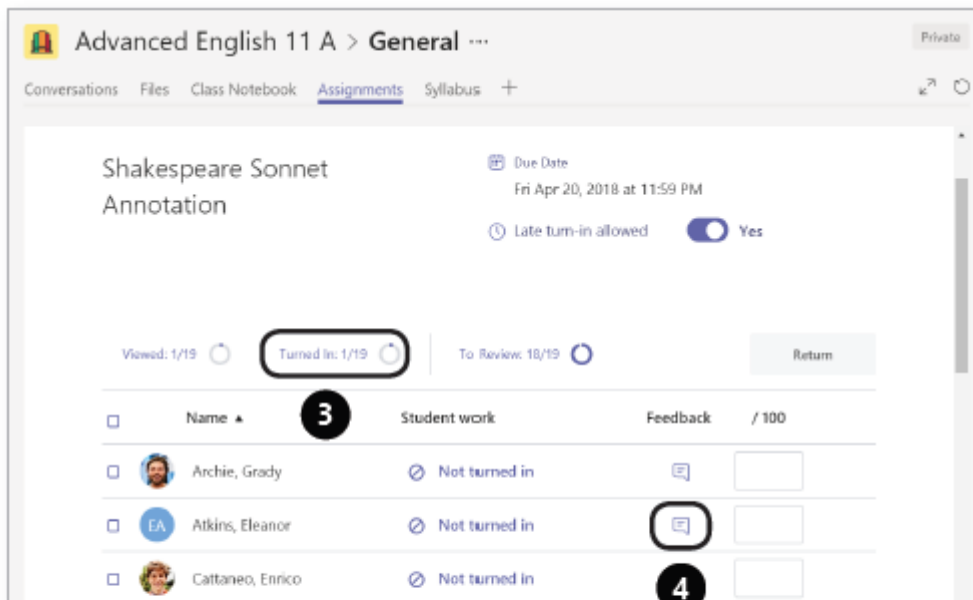 Advanced English 11 A > General ···
Private
Conversations Files Class Notebook Assignments Syllabus +
Shakespeare Sonnet
Annotation
Due Date
Fri Apr 20, 2018 at 11:59 PM
Late turn-in allowed Yes
Viewed: 1/19 Turned In: 1/19 To Review: 18/19 Return
3
Name ▲ Student work Feedback / 100
Archie, Grady Not turned in
EA Atkins, Eleanor Not turned in
Cattaneo, Enrico Not turned in
4